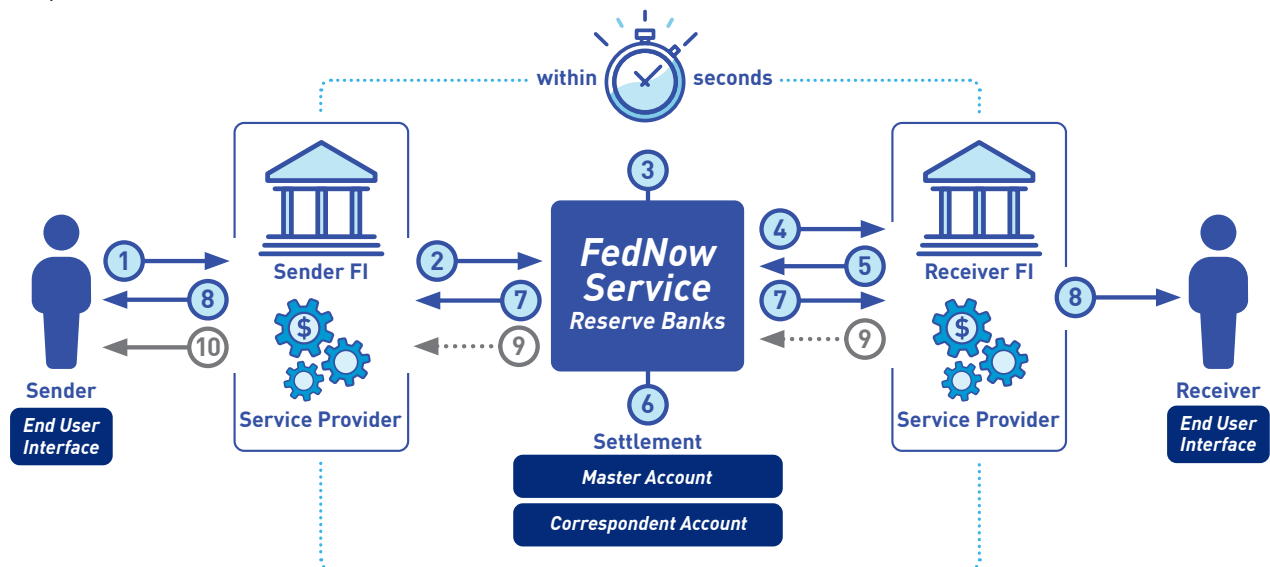 within
seconds
3
1
8
10
Sender FI
$
Service Provider
2
7
9
FedNow
Service
Reserve Banks
4
5
7
9
Receiver FI
$
Service Provider
8
Sender
End User
Interface
6
Settlement
Master Account
Correspondent Account
Receiver
End User
Interface